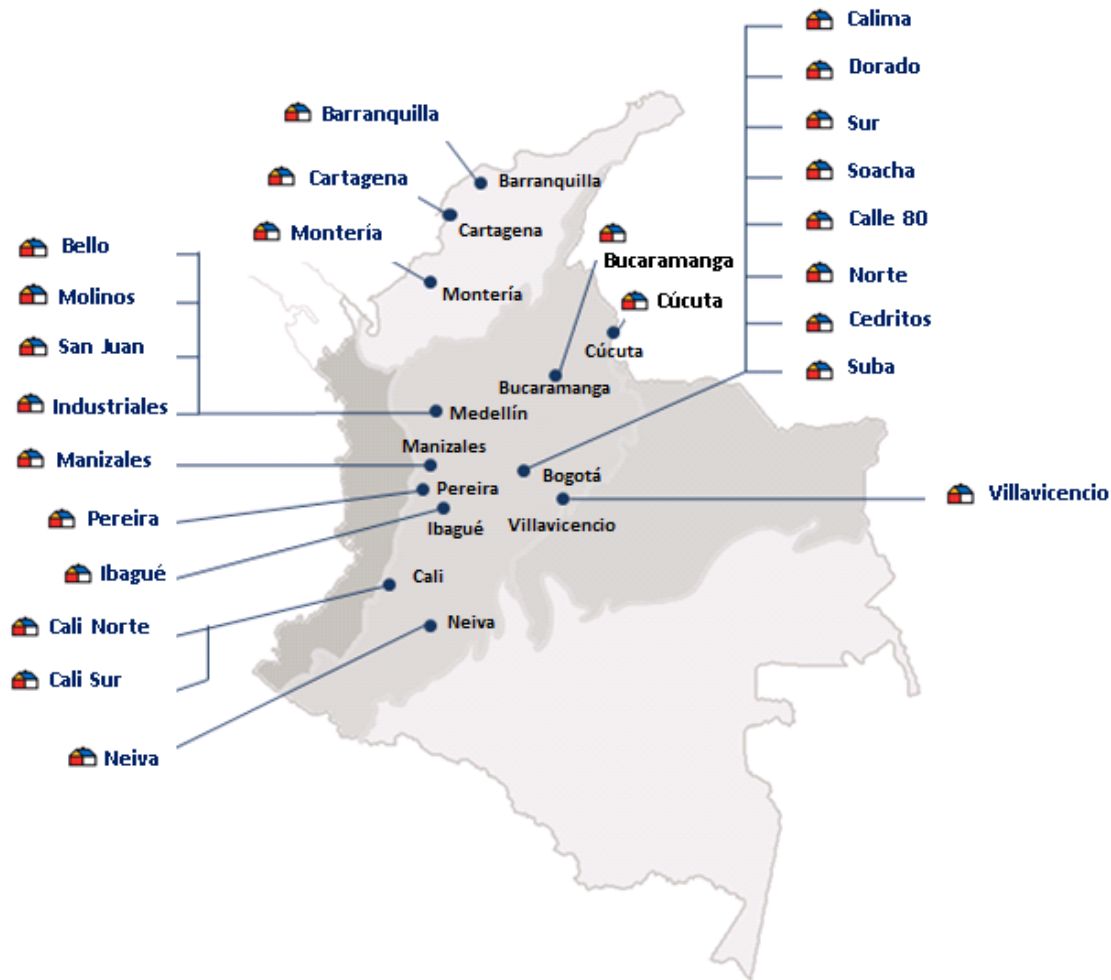 Calima
Dorado
Barranquilla
Sur
Cartagena
Barranquilla
Soacha
Montería
Cartagena
Calle 80
Bello
Bucaramanga
Molinos
Montería
Cúcuta
Norte
San Juan
Cúcuta
Cedritos
Industriales
Bucaramanga
Suba
Medellín
Manizales
Manizales
Pereira
Bogotá
Villavicencio
Pereira
Ibagué
Villavicencio
Ibagué
Cali
Cali Norte
Neiva
Cali Sur
Neiva